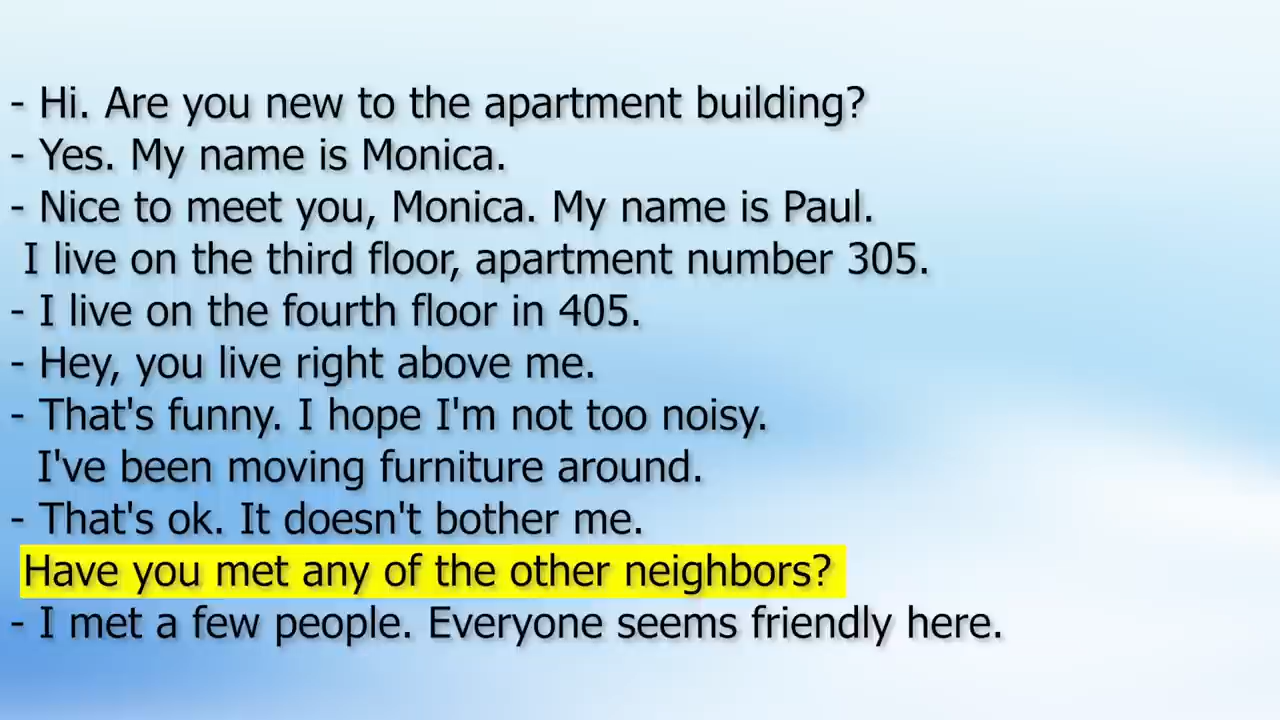 - Hi. Are you new to the apartment building?
- Yes. My name is Monica.
- Nice to meet you, Monica. My name is Paul.
I live on the third floor, apartment number 305.
- I live on the fourth floor in 405.
- Hey, you live right above me.
- That's funny. I hope I'm not too noisy.
I've been moving furniture around.
- That's ok. It doesn't bother me.
Have you met any of the other neighbors?
- I met a few people. Everyone seems friendly here.